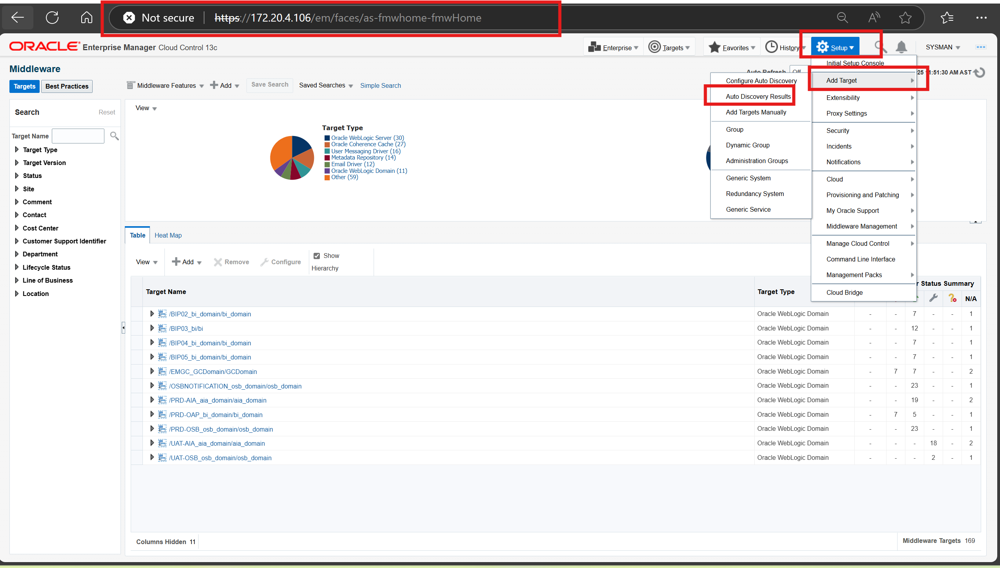 Not secure https://172.20.4.106/em/faces/as-fmwhome-fmwHome
ORACLE Enterprise Manager Cloud Control 13c
Enterprise Targets Favorites History Setup SYSMAN
Middleware
Targets Best Practices
Middleware Features Add Save Search Saved Searches Simple Search
Auto Refresh Off 25 11:51:30 AM AST
Initial Setup Console
Add Target
Extensibility
Proxy Settings
Security
Incidents
Notifications
Cloud
Provisioning and Patching
My Oracle Support
Middleware Management
Manage Cloud Control
Command Line Interface
Management Packs
Cloud Bridge
Configure Auto Discovery
Auto Discovery Results
Add Targets Manually
Group
Dynamic Group
Administration Groups
Generic System
Redundancy System
Generic Service
Search Reset
Target Name
Target Type
Target Version
Status
Site
Comment
Contact
Cost Center
Customer Support Identifier
Department
Lifecycle Status
Line of Business
Location
View
Target Type
Oracle WebLogic Server (30)
Oracle Coherence Cache (27)
User Messaging Driver (16)
Metadata Repository (14)
Email Driver (12)
Oracle WebLogic Domain (11)
Other (59)
Table Heat Map
View Add Remove Configure Show
Hierarchy
Target Name Target Type r Status Summary
N/A
/BIP02_bi_domain/bi_domain Oracle WebLogic Domain - - 7 - - 1
/BIP03_bi/bi Oracle WebLogic Domain - - 12 - - 1
/BIP04_bi_domain/bi_domain Oracle WebLogic Domain - - 7 - - 1
/BIP05_bi_domain/bi_domain Oracle WebLogic Domain - - 7 - - 1
/EMGC_GCDomain/GCDomain Oracle WebLogic Domain - 7 7 - - 2
/OSBNOTIFICATION_osb_domain/osb_domain Oracle WebLogic Domain - - 23 - - 1
/PRD-AIA_aia_domain/aia_domain Oracle WebLogic Domain - - 19 - - 2
/PRD-OAP_bi_domain/bi_domain Oracle WebLogic Domain - 7 5 - - 1
/PRD-OSB_osb_domain/osb_domain Oracle WebLogic Domain - - 23 - - 1
/UAT-AIA_aia_domain/aia_domain Oracle WebLogic Domain - - - 18 - 2
/UAT-OSB_osb_domain/osb_domain Oracle WebLogic Domain - - - 2 - 1
Columns Hidden 11 Middleware Targets 169